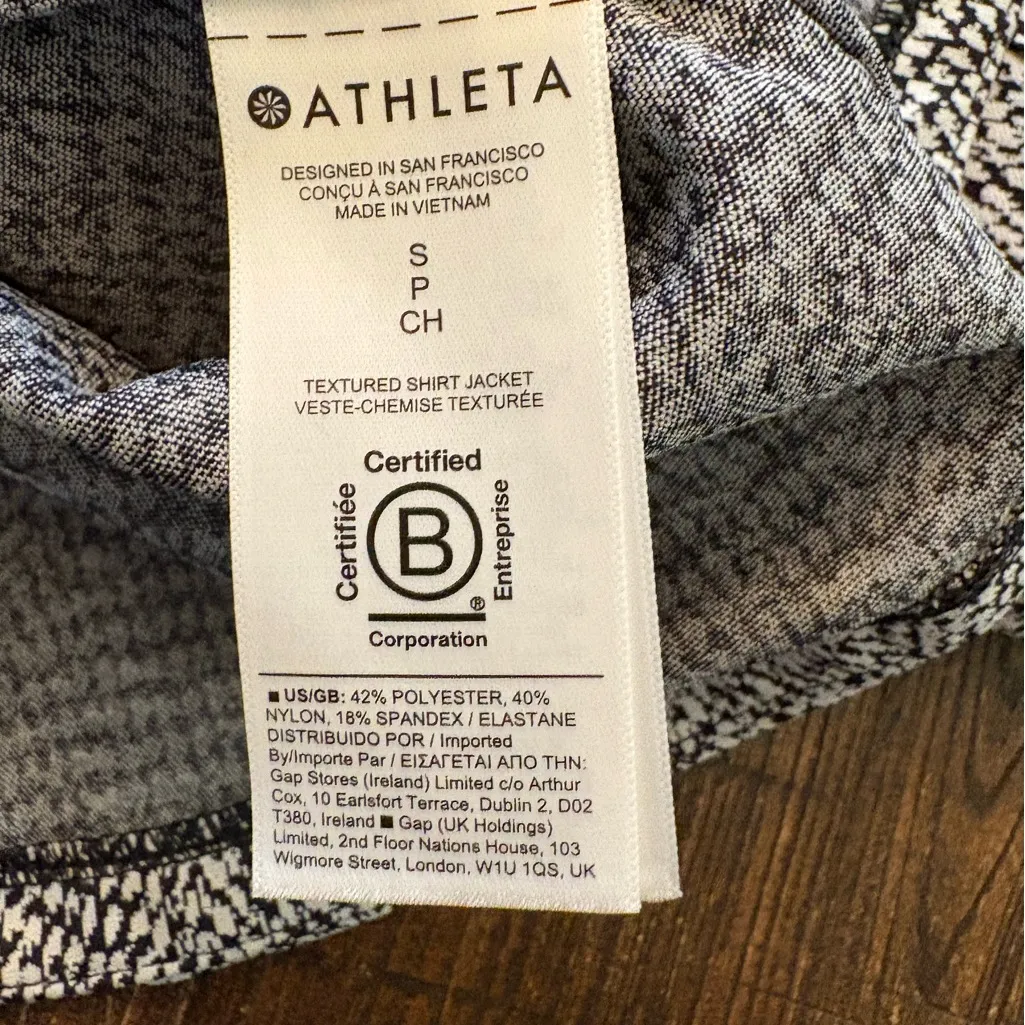 ATHLETA
DESIGNED IN SAN FRANCISCO
CONÇU À SAN FRANCISCO
MADE IN VIETNAM
S
P
CH
TEXTURED SHIRT JACKET
VESTE-CHEMISE TEXTURÉE
Certified
Certifiée
B
Entreprise
®
Corporation
■ US/GB: 42% POLYESTER, 40%
NYLON, 18% SPANDEX / ELASTANE
DISTRIBUIDO POR / Imported
By/Importe Par / ΕΙΣΑΓΕΤΑΙ ΑΠΟ ΤΗΝ:
Gap Stores (Ireland) Limited c/o Arthur
Cox, 10 Earlsfort Terrace, Dublin 2, D02
T380, Ireland ■ Gap (UK Holdings)
Limited, 2nd Floor Nations House, 103
Wigmore Street, London, W1U 1QS, UK